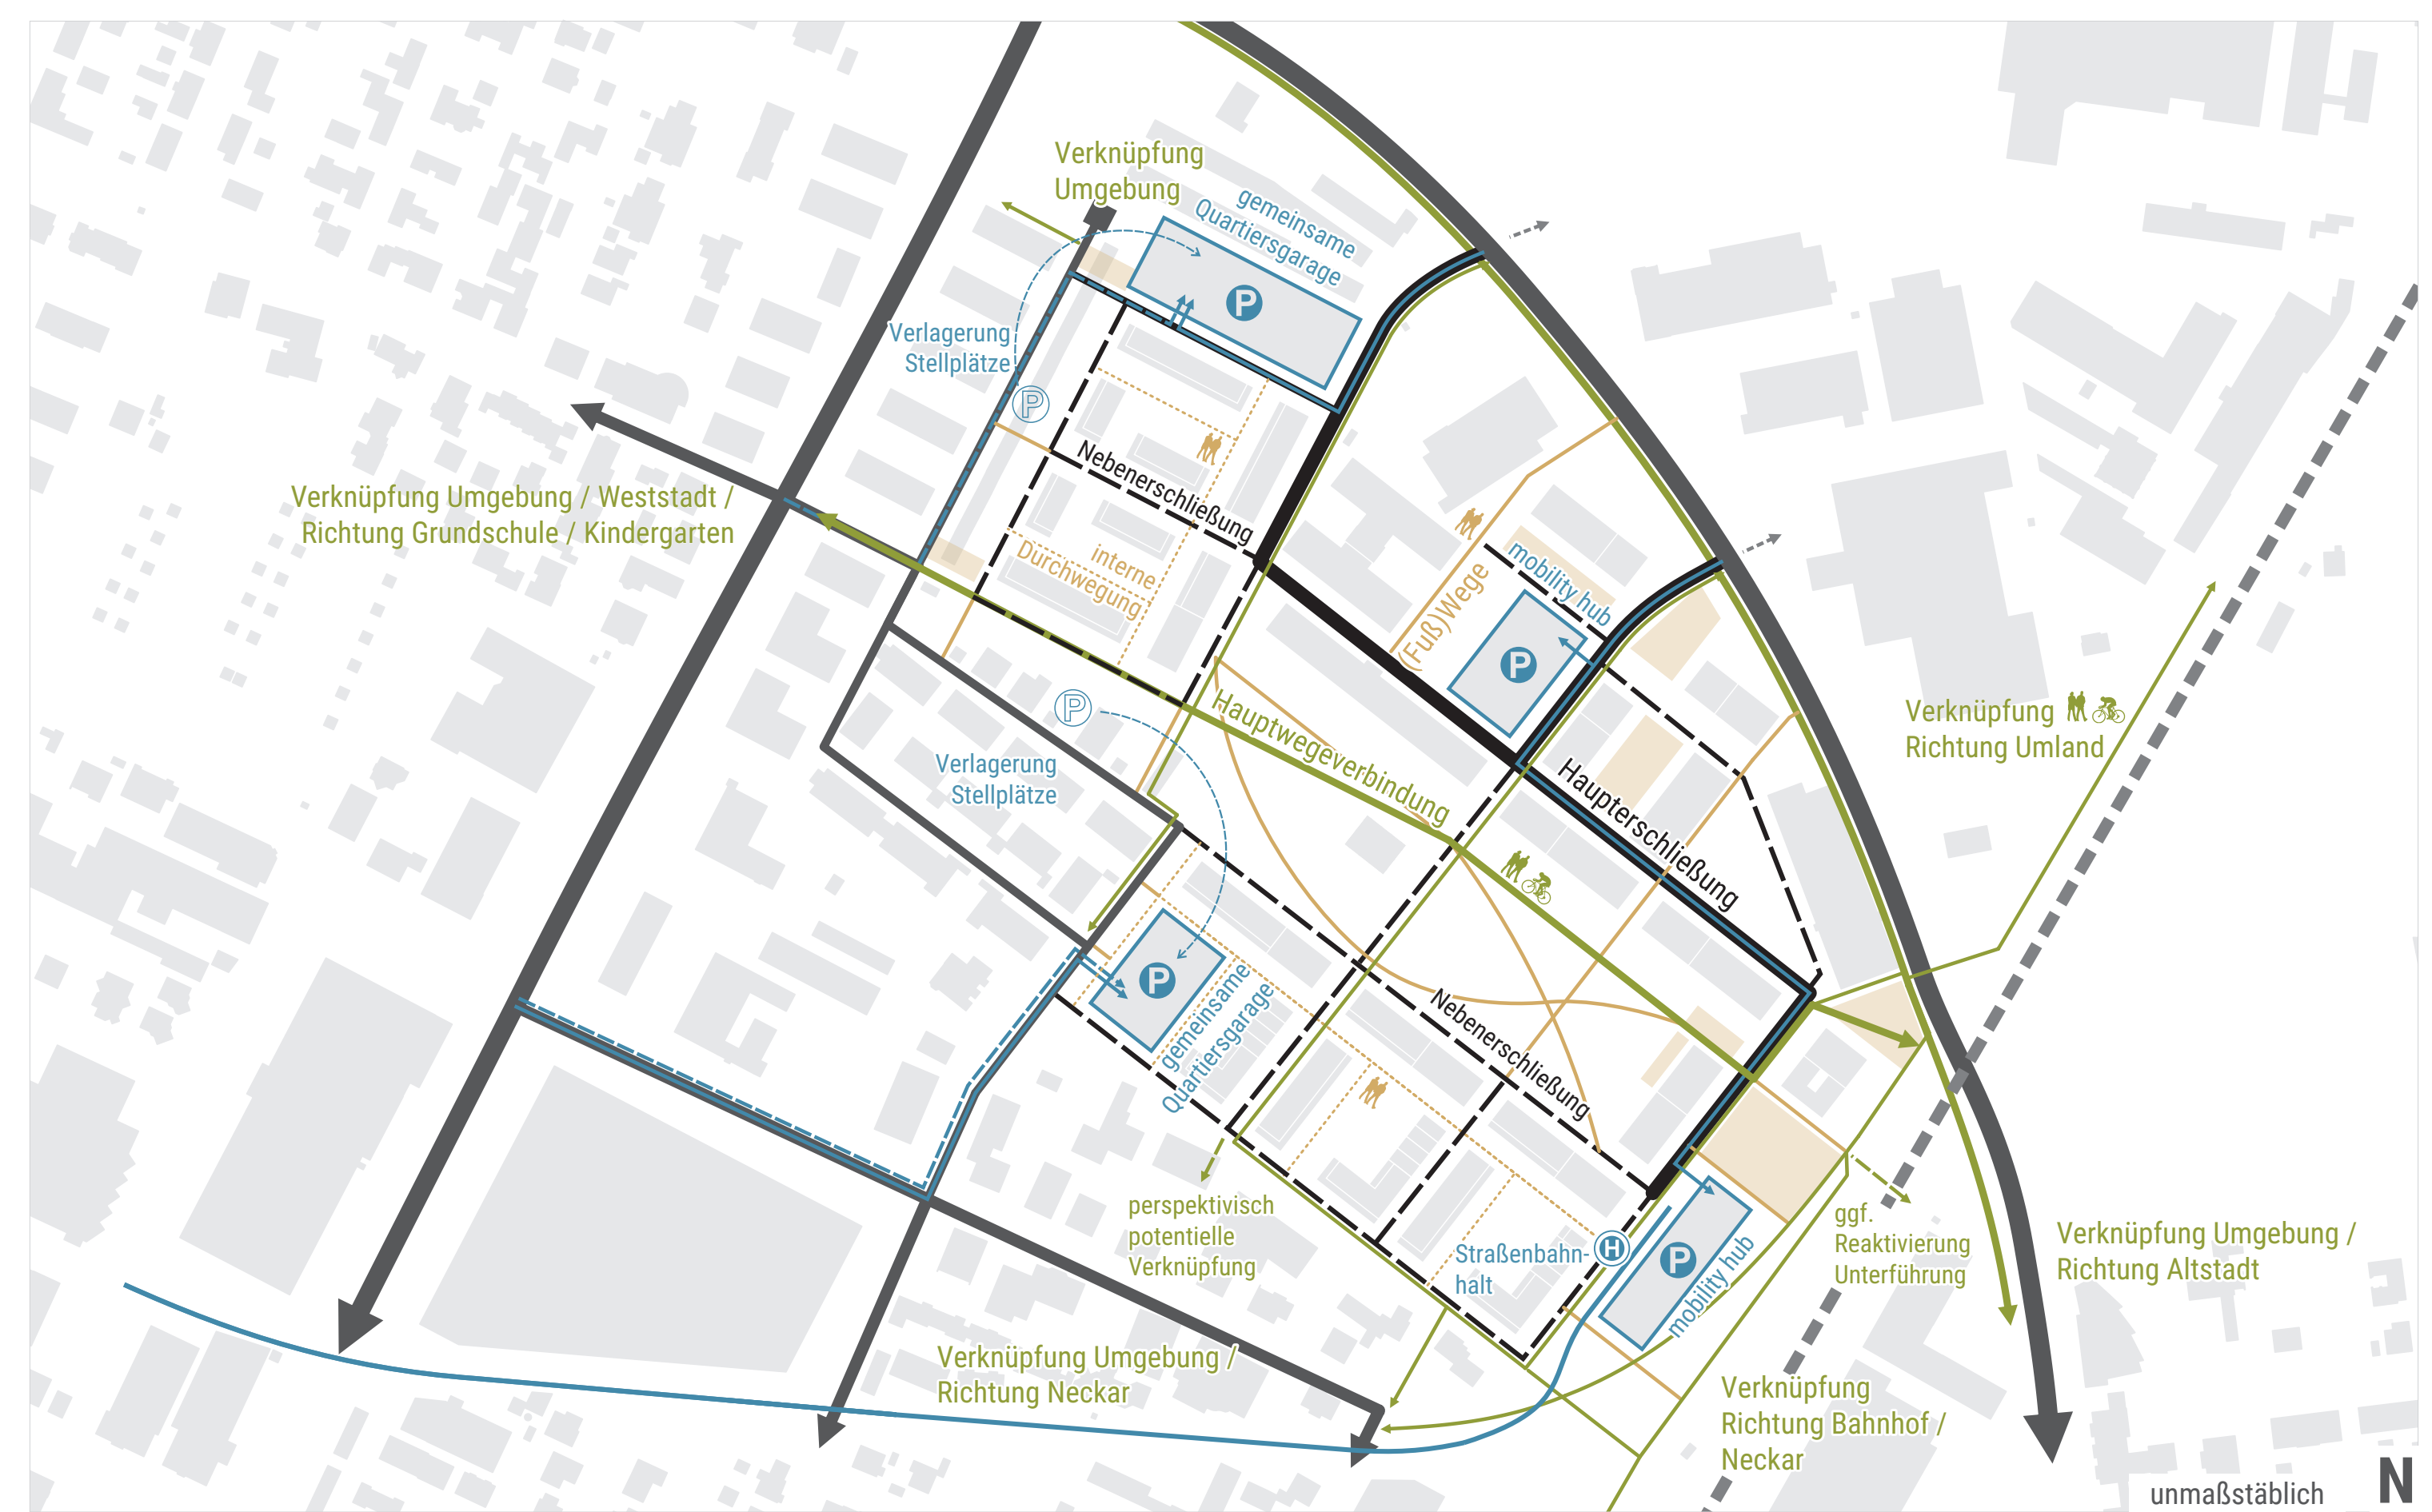 Verknüpfung
Umgebung
gemeinsame
Quartiersgarage
P
Verlagerung
Stellplätze
P
Nebenerschließung
Verknüpfung Umgebung / Weststadt /
Richtung Grundschule / Kindergarten
interne
Durchwegung
(Fuß)Wege
mobility hub
P
Verknüpfung
Richtung Umland
P
Hauptwegeverbindung
Verlagerung
Stellplätze
Haupterschließung
P
gemeinsame
Quartiersgarage
Nebenerschließung
perspektivisch
potentielle
Verknüpfung
Straßenbahn-
halt
H
P
mobility hub
ggf.
Reaktivierung
Unterführung
Verknüpfung Umgebung /
Richtung Altstadt
Verknüpfung Umgebung /
Richtung Neckar
Verknüpfung
Richtung Bahnhof /
Neckar
unmaßstäblich
N